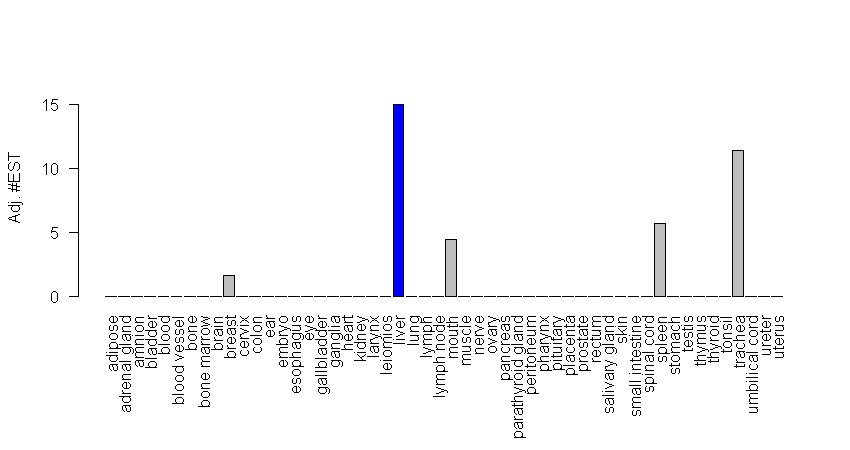 Adj. #EST
15
10
5
0
adipose
adrenal gland
amnion
bladder
blood
blood vessel
bone
bone marrow
brain
breast
cervix
colon
ear
embryo
esophagus
eye
gallbladder
ganglia
heart
kidney
larynx
leiomios
liver
lung
lymph
lymph node
mouth
muscle
nerve
ovary
pancreas
parathyroid gland
peritoneum
pharynx
pituitary
placenta
prostate
rectum
salivary gland
skin
small intestine
spinal cord
spleen
stomach
testis
thymus
thyroid
tonsil
trachea
umbilical cord
ureter
uterus